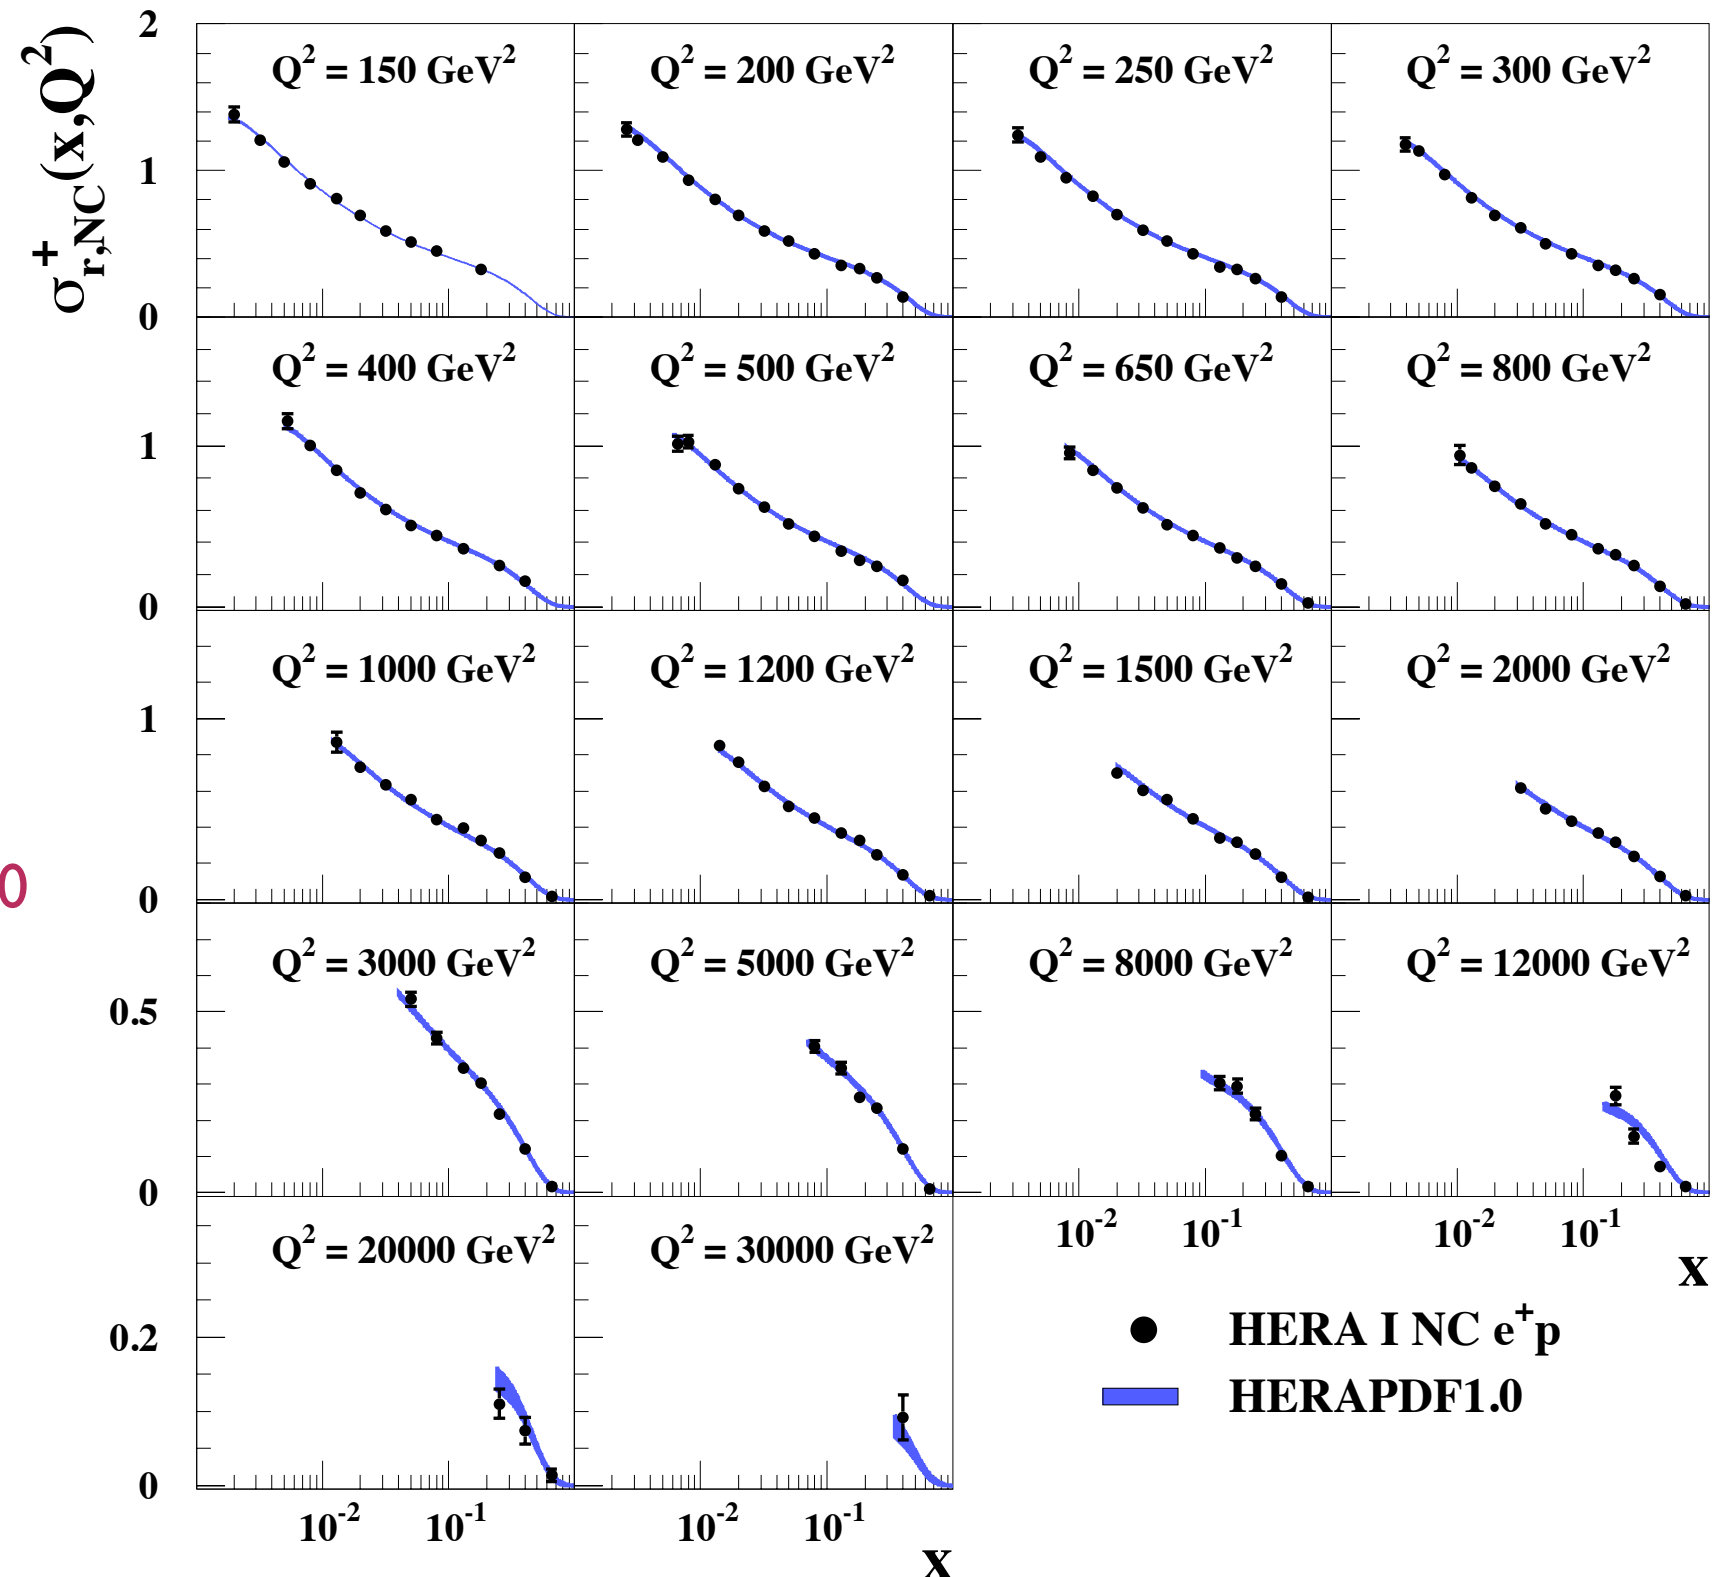 σ⁺r,NC(x,Q²)
2
Q² = 150 GeV² Q² = 200 GeV² Q² = 250 GeV² Q² = 300 GeV²
1
0
Q² = 400 GeV² Q² = 500 GeV² Q² = 650 GeV² Q² = 800 GeV²
1
0
Q² = 1000 GeV² Q² = 1200 GeV² Q² = 1500 GeV² Q² = 2000 GeV²
1
0
0
Q² = 3000 GeV² Q² = 5000 GeV² Q² = 8000 GeV² Q² = 12000 GeV²
0.5
0
10⁻² 10⁻¹ 10⁻² 10⁻¹
x
Q² = 20000 GeV² Q² = 30000 GeV²
HERA I NC e⁺p
0.2
HERAPDF1.0
0
10⁻² 10⁻¹ 10⁻² 10⁻¹
x